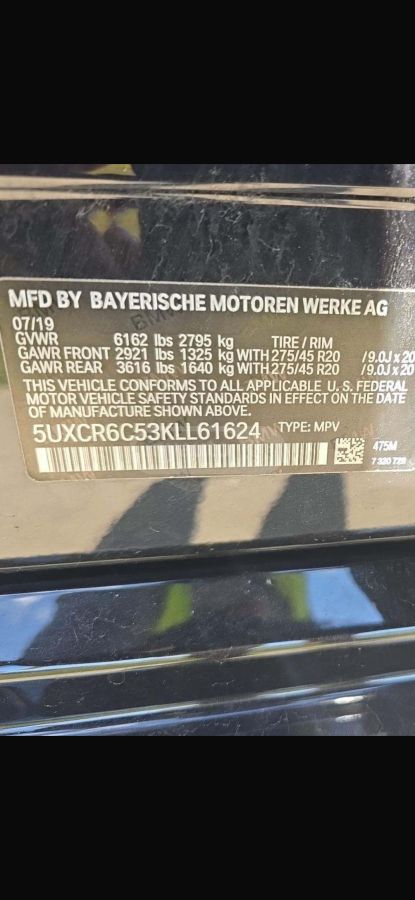 MFD BY BAYERISCHE MOTOREN WERKE AG
07/19
GVWR 6162 lbs 2795 kg TIRE / RIM
GAWR FRONT 2921 lbs 1325 kg WITH 275/45 R20 /9.0J x 20
GAWR REAR 3616 lbs 1640 kg WITH 275/45 R20 /9.0J x 20
THIS VEHICLE CONFORMS TO ALL APPLICABLE U. S. FEDERAL
MOTOR VEHICLE SAFETY STANDARDS IN EFFECT ON THE
DATE OF MANUFACTURE SHOWN ABOVE.
5UXCR6C53KLL61624 TYPE: MPV
475M
7 320 729